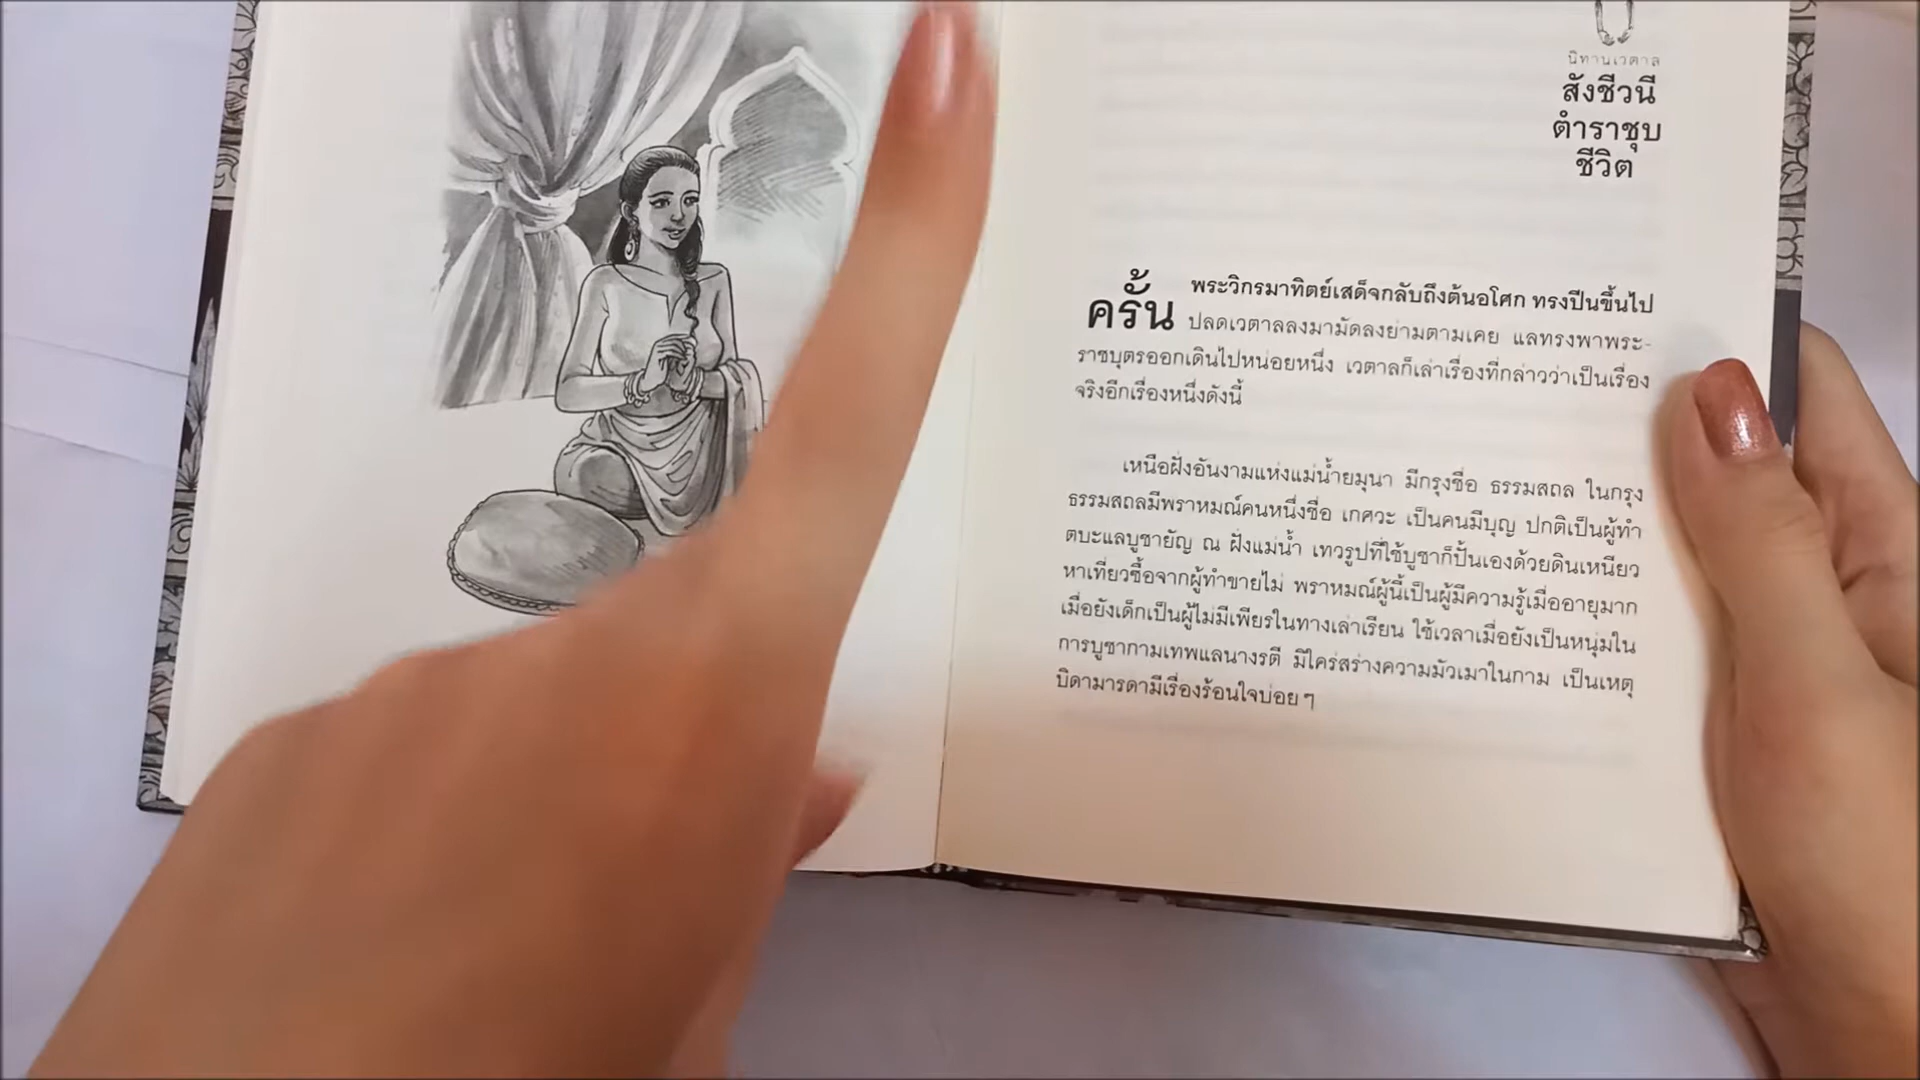 นิทานเวตาล
สังชีวนี
ตำราชุบ
ชีวิต
ครั้น พระวิกรมาทิตย์เสด็จกลับถึงต้นอโศก ทรงปีนขึ้นไป
ปลดเวตาลลงมามัดลงย่ามตามเคย แลทรงพาพระ-
ราชบุตรออกเดินไปหน่อยหนึ่ง เวตาลก็เล่าเรื่องที่กล่าวว่าเป็นเรื่อง
จริงอีกเรื่องหนึ่งดังนี้
เหนือฝั่งอันงามแห่งแม่น้ำยมุนา มีกรุงชื่อ ธรรมสถล ในกรุง
ธรรมสถลมีพราหมณ์คนหนึ่งชื่อ เกศวะ เป็นคนมีบุญ ปกติเป็นผู้ทำ
ตบะแลบูชายัญ ณ ฝั่งแม่น้ำ เทวรูปที่ใช้บูชาก็ปั้นเองด้วยดินเหนียว
หาเที่ยวซื้อจากผู้ทำขายไม่ พราหมณ์ผู้นี้เป็นผู้มีความรู้เมื่ออายุมาก
เมื่อยังเด็กเป็นผู้ไม่มีเพียรในทางเล่าเรียน ใช้เวลาเมื่อยังเป็นหนุ่มใน
การบูชากามเทพแลนางรตี มิใคร่สร่างความมัวเมาในกาม เป็นเหตุ
บิดามารดามีเรื่องร้อนใจบ่อยๆ